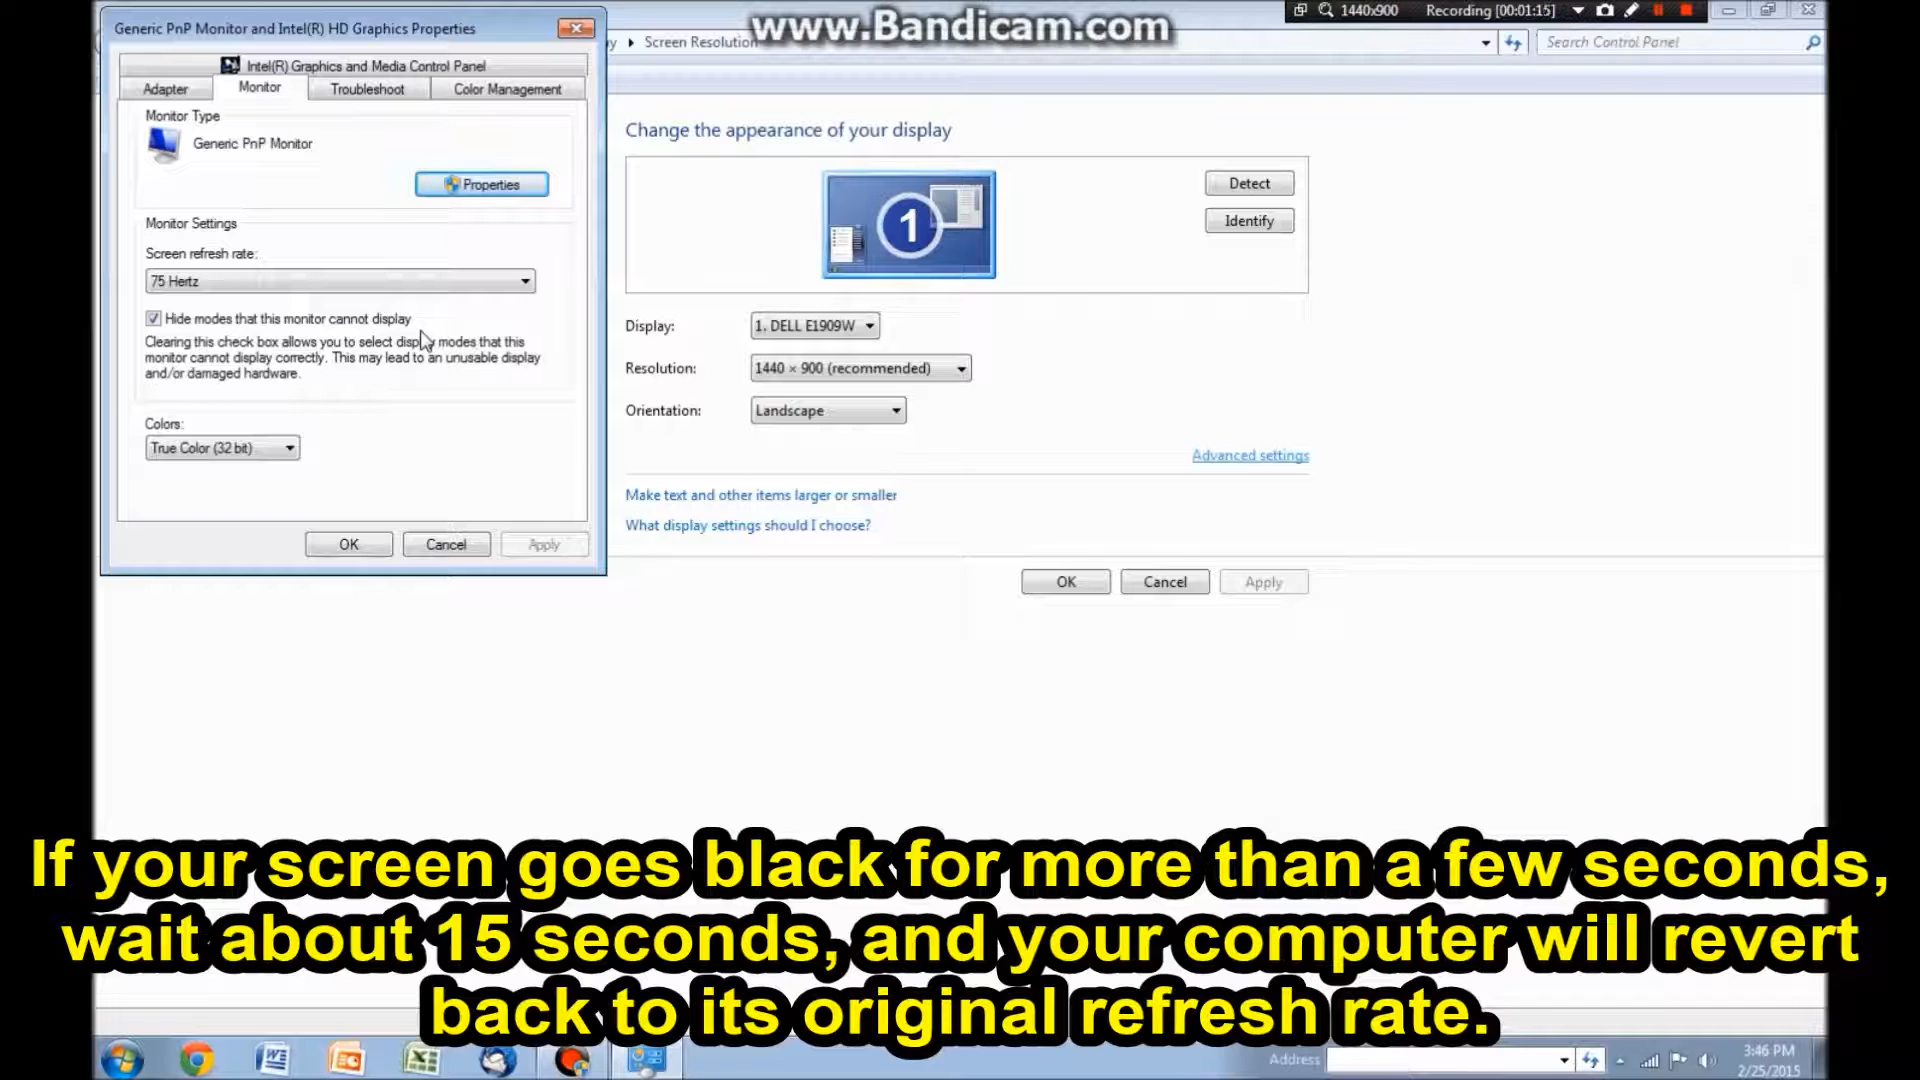 Generic PnP Monitor and Intel(R) HD Graphics Properties
www.Bandicam.com
1440x900
Recording [00:01:15]
Screen Resolution
Search Control Panel
Intel(R) Graphics and Media Control Panel
Adapter
Monitor
Troubleshoot
Color Management
Monitor Type
Generic PnP Monitor
Properties
Monitor Settings
Screen refresh rate:
75 Hertz
Hide modes that this monitor cannot display
Clearing this check box allows you to select display modes that this
monitor cannot display correctly. This may lead to an unusable display
and/or damaged hardware.
Colors:
True Color (32 bit)
OK
Cancel
Apply
Change the appearance of your display
1
Detect
Identify
Display:
1. DELL E1909W
Resolution:
1440 × 900 (recommended)
Orientation:
Landscape
Advanced settings
Make text and other items larger or smaller
What display settings should I choose?
OK
Cancel
Apply
If your screen goes black for more than a few seconds,
wait about 15 seconds, and your computer will revert
back to its original refresh rate.
Address
3:46 PM
2/25/2015